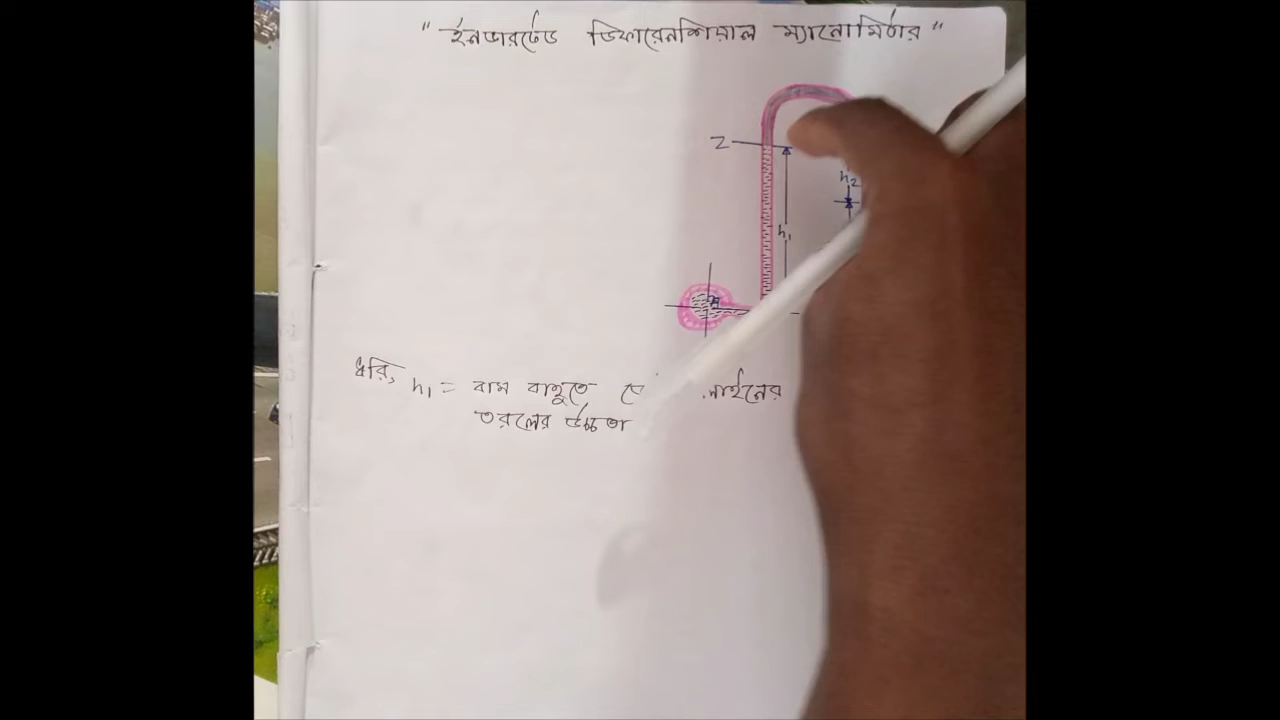 "ইনভারটেড ডিফারেনশিয়াল ম্যানোমিটার"
Z
h₂
h₁
ধরি, h₁ = বাম বাহুতে লাইনের
তরলের উচ্চতা